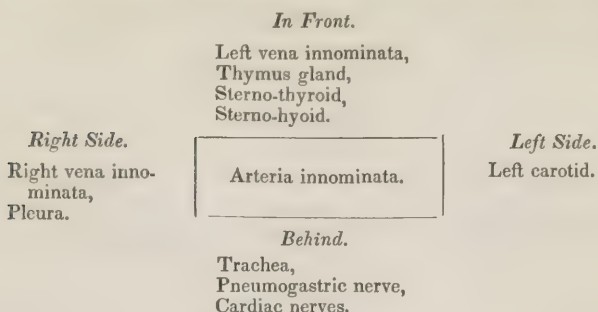 In Front.
Left vena innominata,
Thymus gland,
Sterno-thyroid,
Sterno-hyoid.
Right Side.
Right vena inno-
minata,
Pleura.
Arteria innominata.
Left Side.
Left carotid.
Behind.
Trachea,
Pneumogastric nerve,
Cardiac nerves.